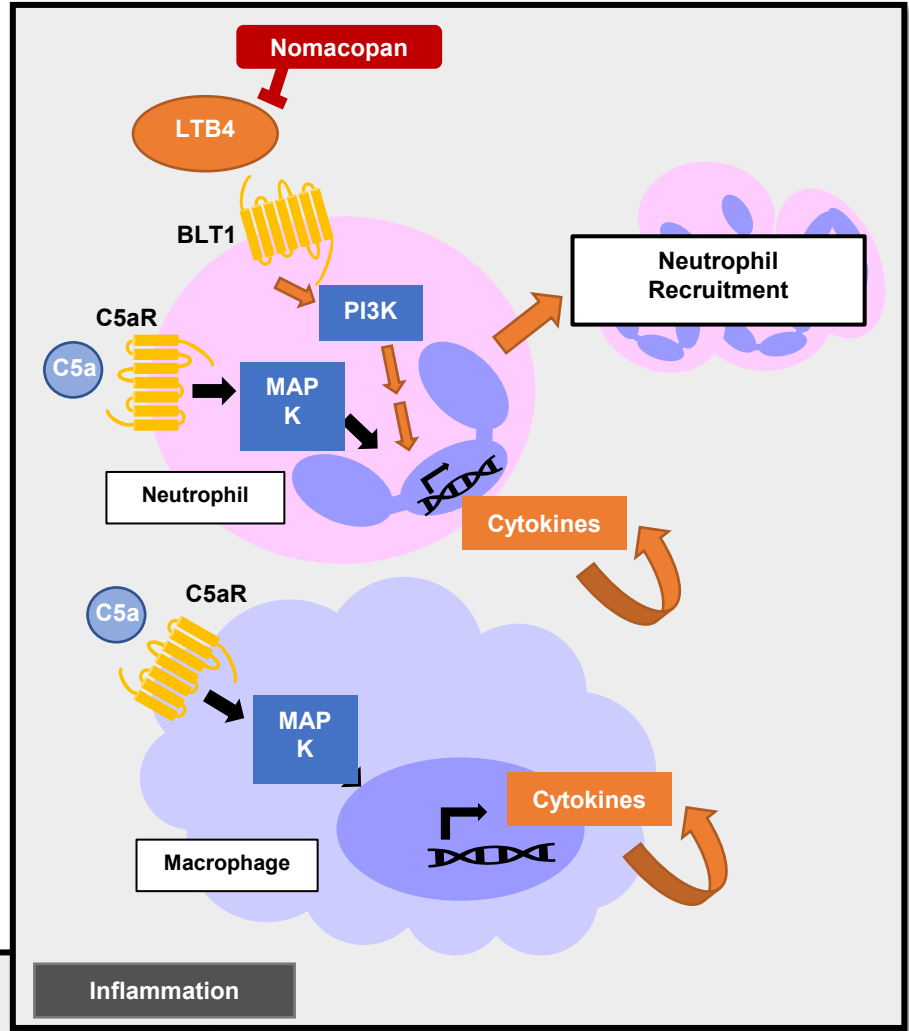 Nomacopan
LTB4
BLT1
Neutrophil
Recruitment
PI3K
C5aR
C5a
MAP
K
Neutrophil
Cytokines
C5aR
C5a
MAP
K
Cytokines
Macrophage
Inflammation